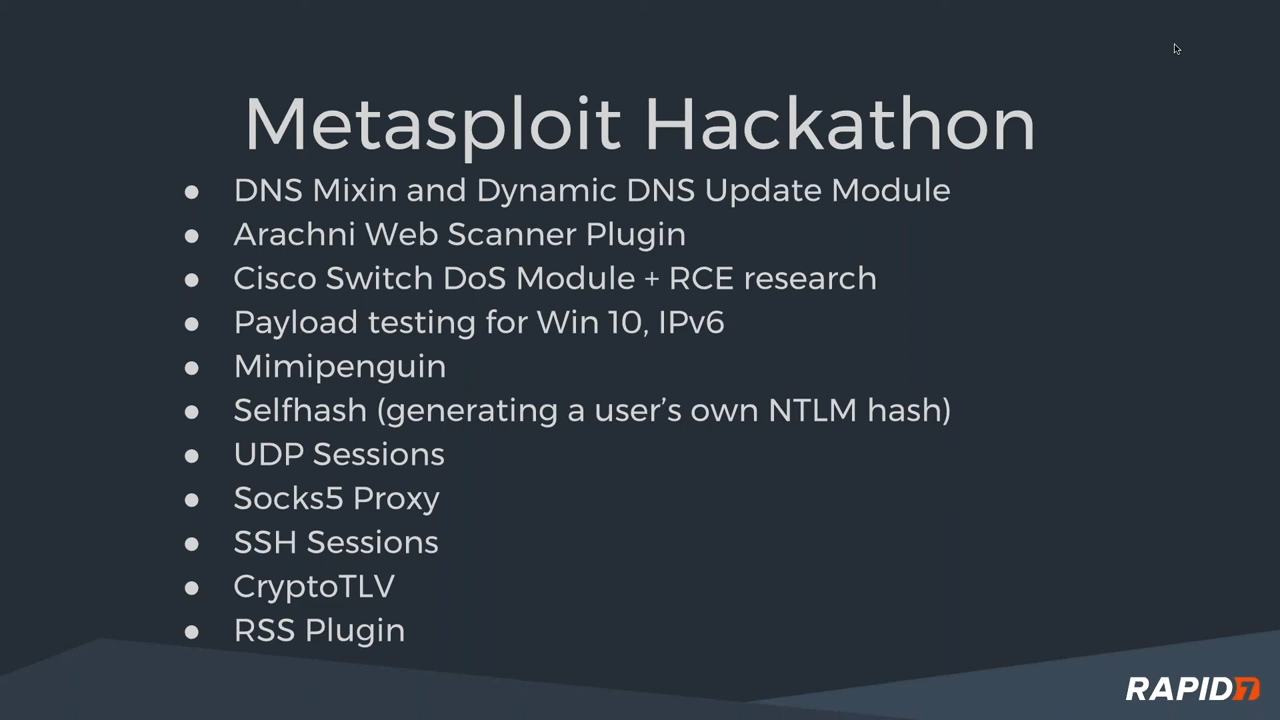 Metasploit Hackathon
● DNS Mixin and Dynamic DNS Update Module
● Arachni Web Scanner Plugin
● Cisco Switch DoS Module + RCE research
● Payload testing for Win 10, IPv6
● Mimipenguin
● Selfhash (generating a user’s own NTLM hash)
● UDP Sessions
● Socks5 Proxy
● SSH Sessions
● CryptoTLV
● RSS Plugin
RAPID7